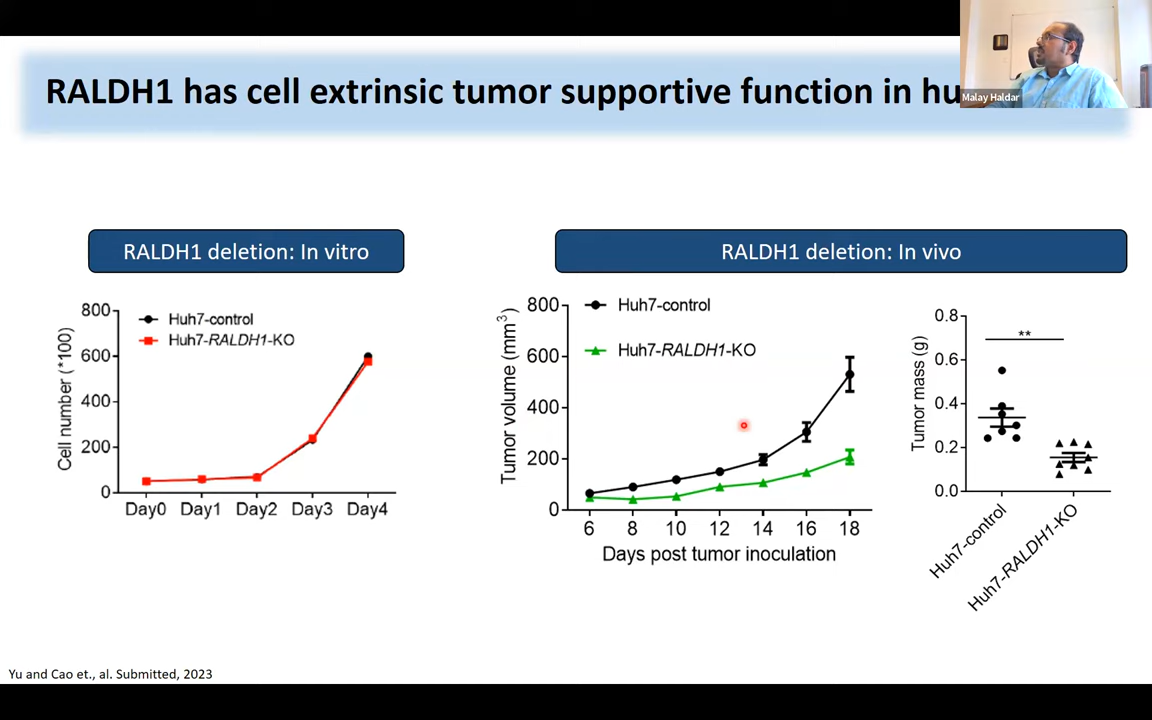 RALDH1 has cell extrinsic tumor supportive function in
Malay Haldar
RALDH1 deletion: In vitro
RALDH1 deletion: In vivo
800
600
400
200
0
Cell number (*100)
Huh7-control
Huh7-RALDH1-KO
Day0 Day1 Day2 Day3 Day4
800
600
400
200
0
Tumor volume (mm³)
Huh7-control
Huh7-RALDH1-KO
6 8 10 12 14 16 18
Days post tumor inoculation
0.8
0.6
0.4
0.2
0.0
Tumor mass (g)
**
Huh7-control
Huh7-RALDH1-KO
Yu and Cao et., al. Submitted, 2023